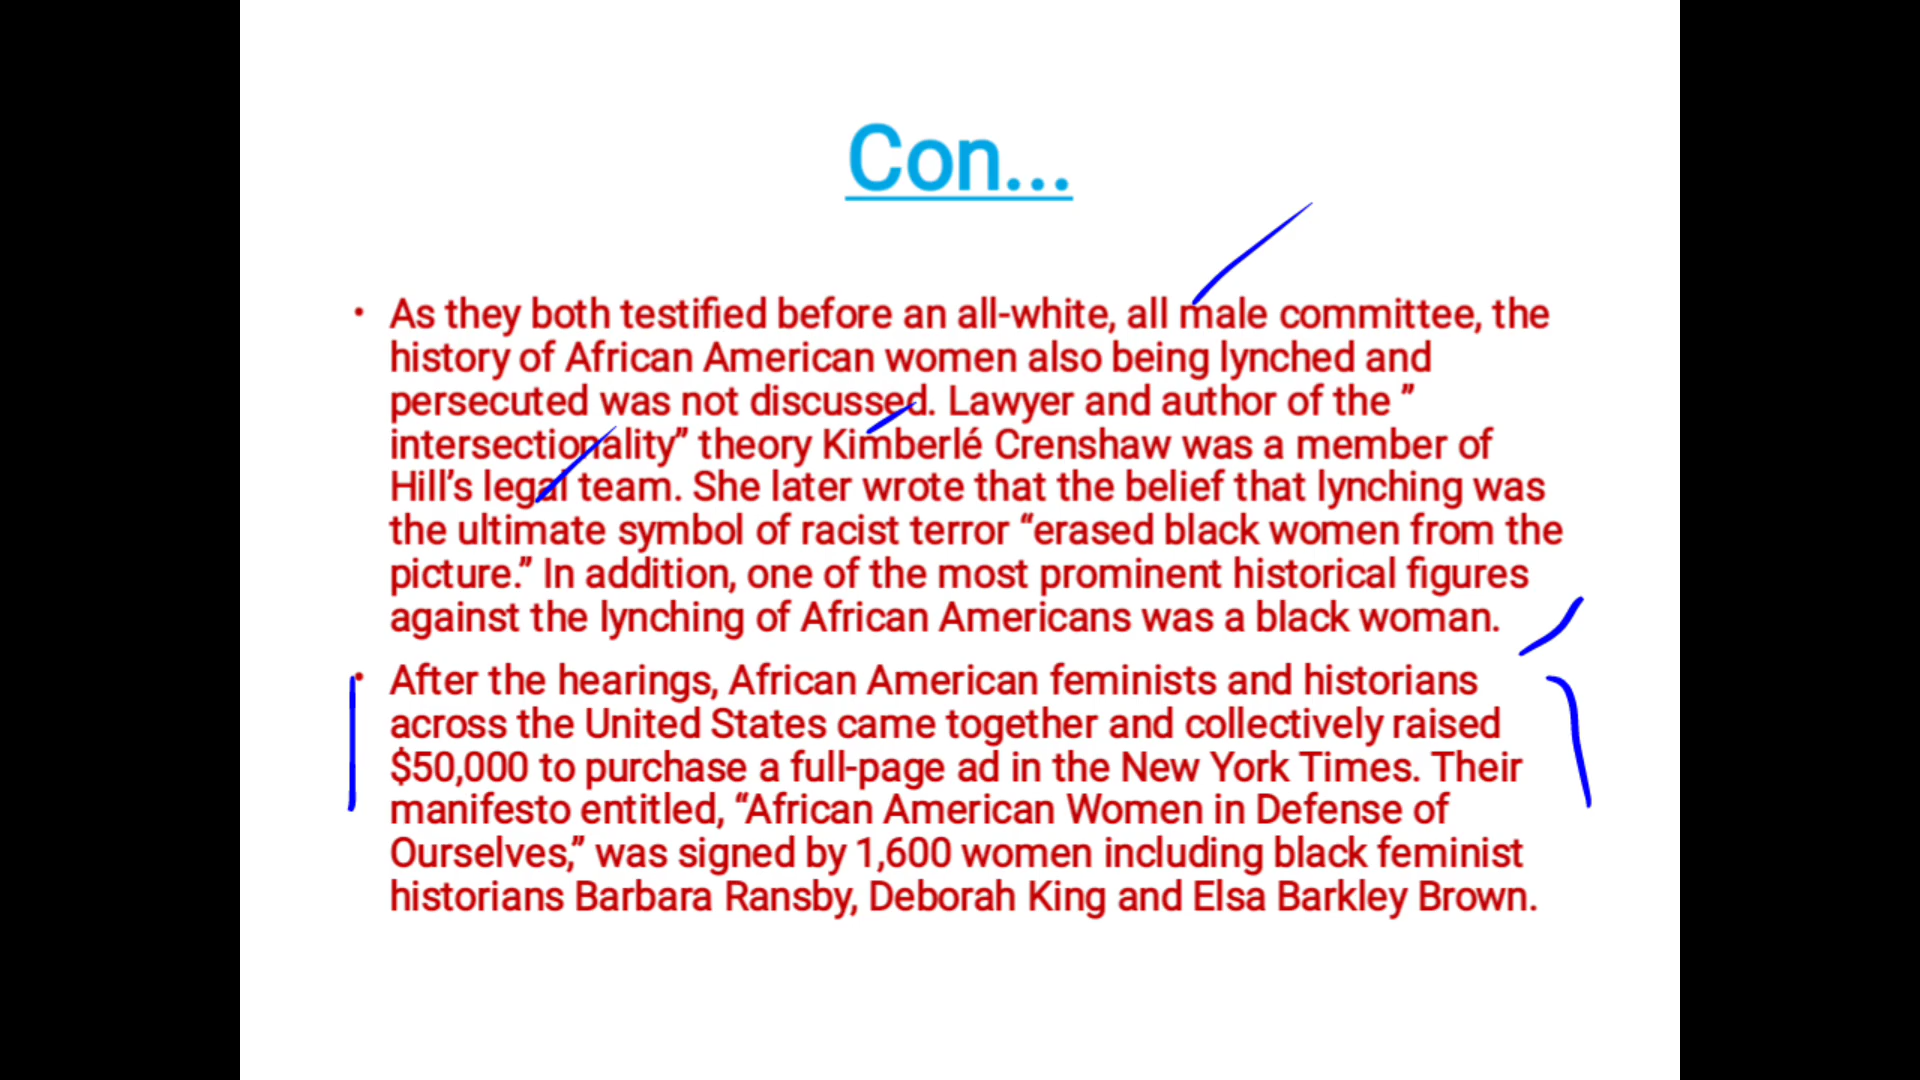 Con...
• As they both testified before an all-white, all male committee, the
history of African American women also being lynched and
persecuted was not discussed. Lawyer and author of the ”
intersectionality” theory Kimberlé Crenshaw was a member of
Hill’s legal team. She later wrote that the belief that lynching was
the ultimate symbol of racist terror “erased black women from the
picture.” In addition, one of the most prominent historical figures
against the lynching of African Americans was a black woman.
• After the hearings, African American feminists and historians
across the United States came together and collectively raised
$50,000 to purchase a full-page ad in the New York Times. Their
manifesto entitled, “African American Women in Defense of
Ourselves,” was signed by 1,600 women including black feminist
historians Barbara Ransby, Deborah King and Elsa Barkley Brown.